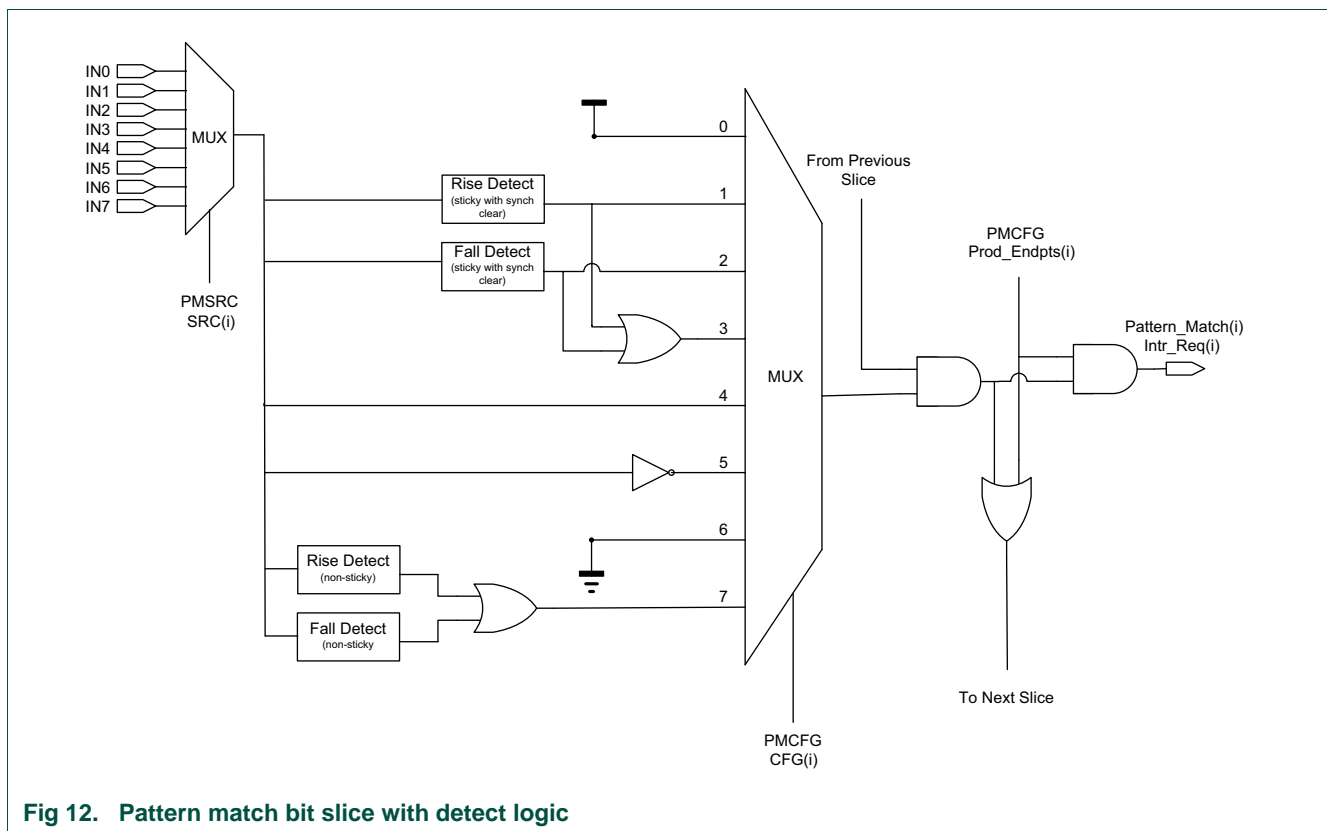 IN0
IN1
IN2
IN3
IN4
IN5
IN6
IN7
MUX
PMSRC
SRC(i)
Rise Detect
(sticky with synch
clear)
Fall Detect
(sticky with synch
clear)
Rise Detect
(non-sticky)
Fall Detect
(non-sticky
0
1
2
3
4
5
6
7
MUX
PMCFG
CFG(i)
From Previous
Slice
PMCFG
Prod_Endpts(i)
Pattern_Match(i)
Intr_Req(i)
To Next Slice
Fig 12. Pattern match bit slice with detect logic